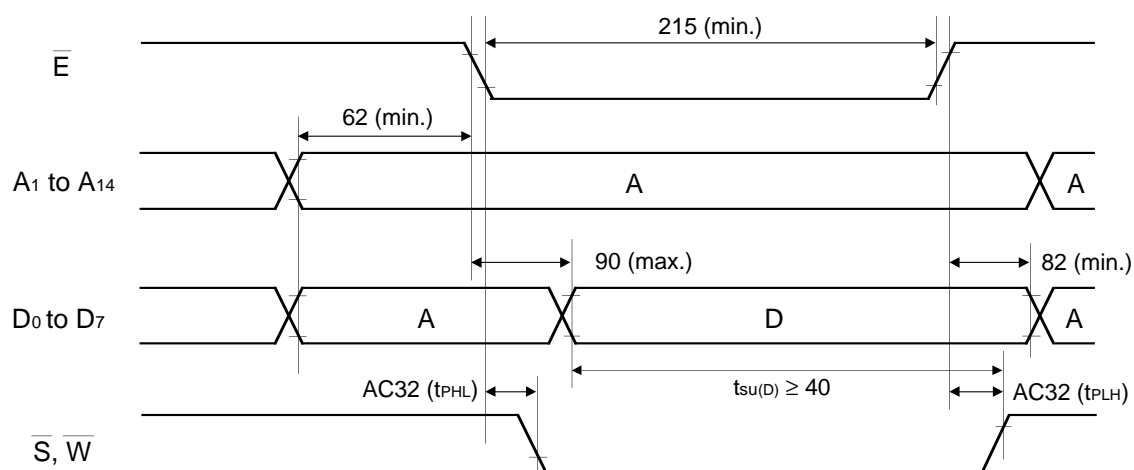 215 (min.)
E
62 (min.)
A1 to A14
A
A
90 (max.)
82 (min.)
D0 to D7
A
D
A
AC32 (tPHL)
tsu(D) ≥ 40
AC32 (tPLH)
S, W